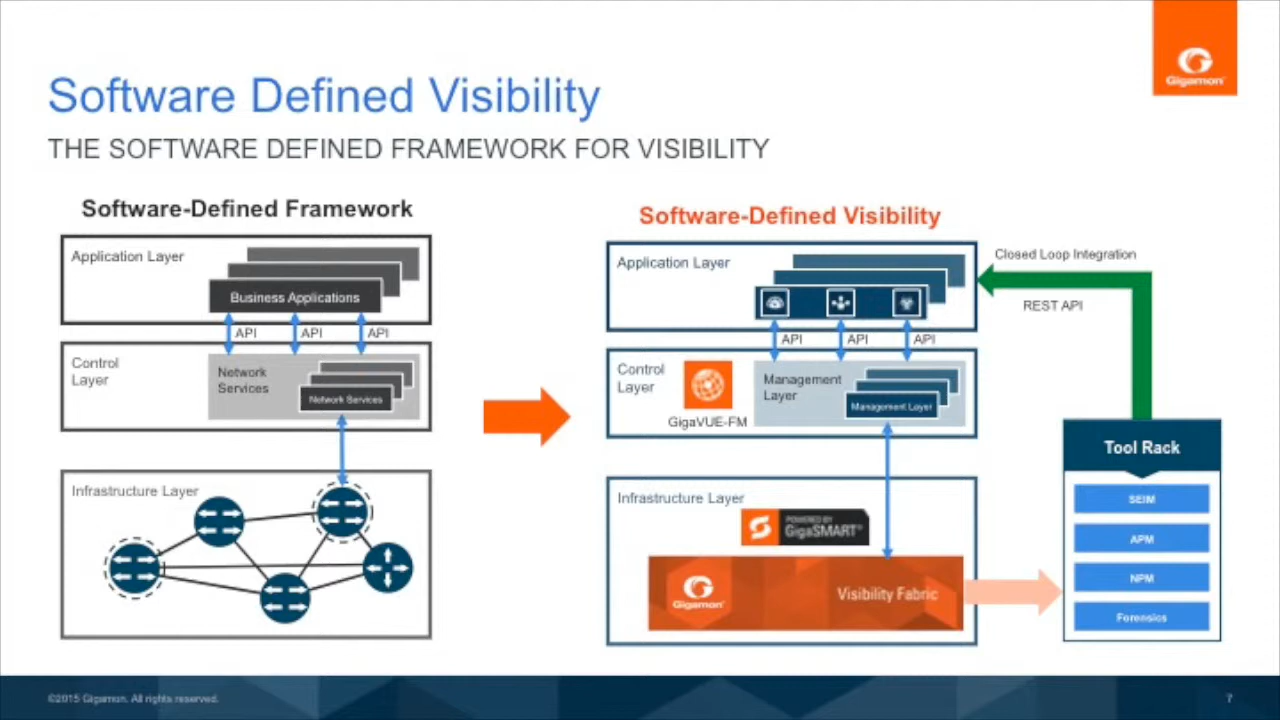 Gigamon
Software Defined Visibility
THE SOFTWARE DEFINED FRAMEWORK FOR VISIBILITY
Software-Defined Framework
Application Layer
Business Applications
API
API
API
Control
Layer
Network
Services
Network Services
Infrastructure Layer
Software-Defined Visibility
Application Layer
API
API
API
Control
Layer
GigaVUE-FM
Management
Layer
Management Layer
Infrastructure Layer
POWERED BY
GigaSMART®
Gigamon
Visibility Fabric
Closed Loop Integration
REST API
Tool Rack
SEIM
APM
NPM
Forensics
©2015 Gigamon. All rights reserved.
7